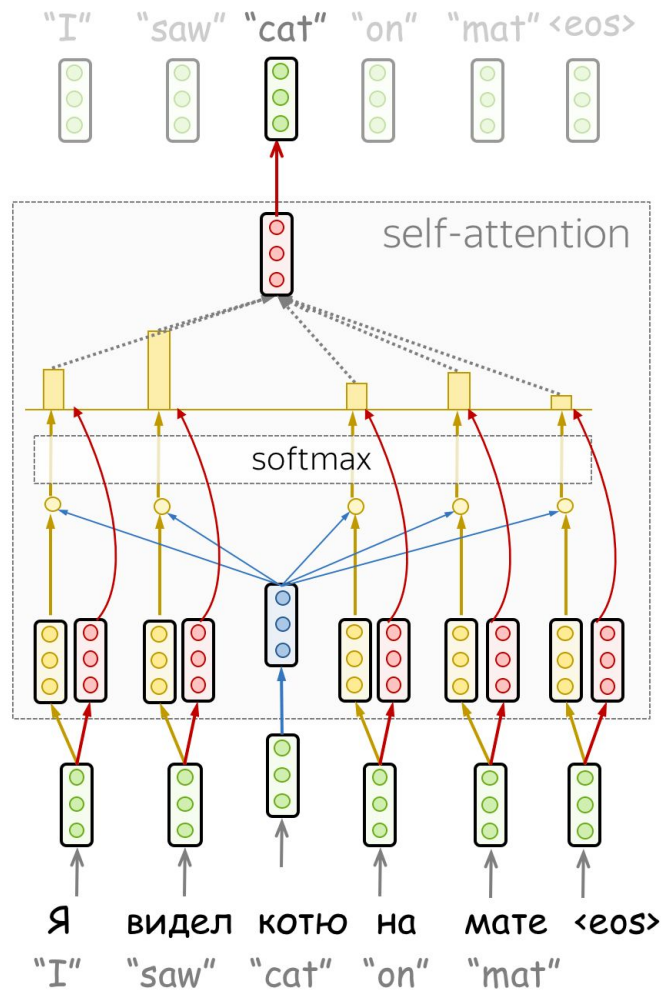 “I” “saw” “cat” “on” “mat” <eos>
self-attention
softmax
Я видел котю на мате <eos>
“I” “saw” “cat” “on” “mat”